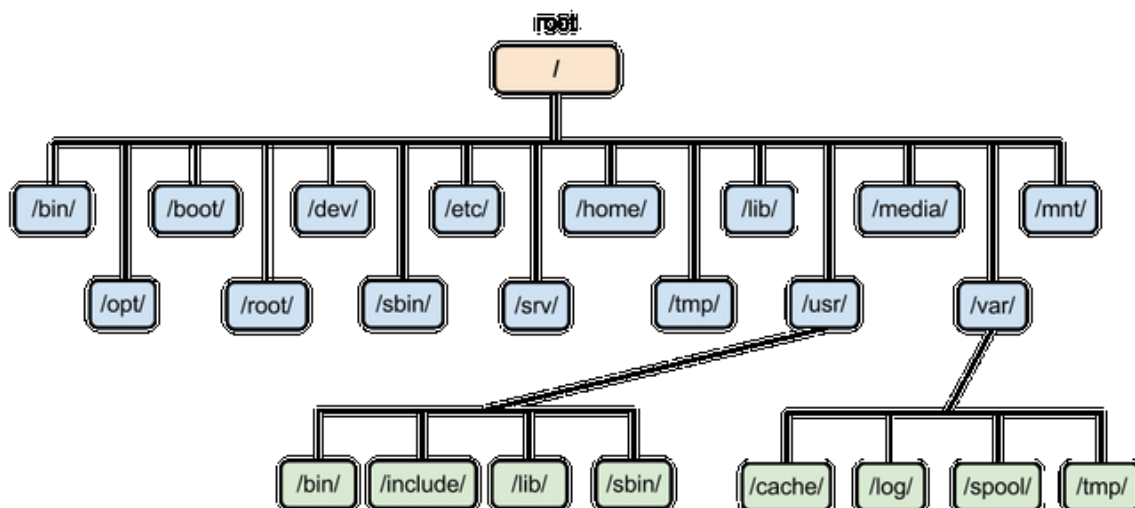 root
/
/bin/ /boot/ /dev/ /etc/ /home/ /lib/ /media/ /mnt/
/opt/ /root/ /sbin/ /srv/ /tmp/ /usr/ /var/
/bin/ /include/ /lib/ /sbin/ /cache/ /log/ /spool/ /tmp/